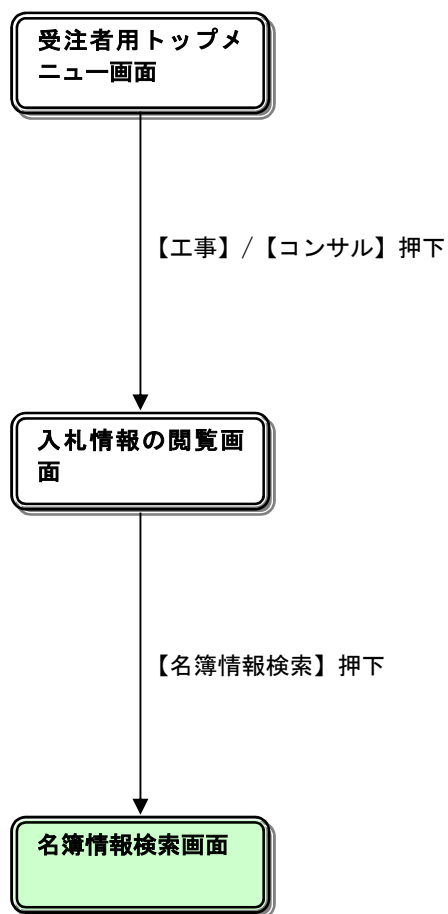 受注者用トップメ
ニュー画面
【工事】/【コンサル】押下
入札情報の閲覧画
面
【名簿情報検索】押下
名簿情報検索画面